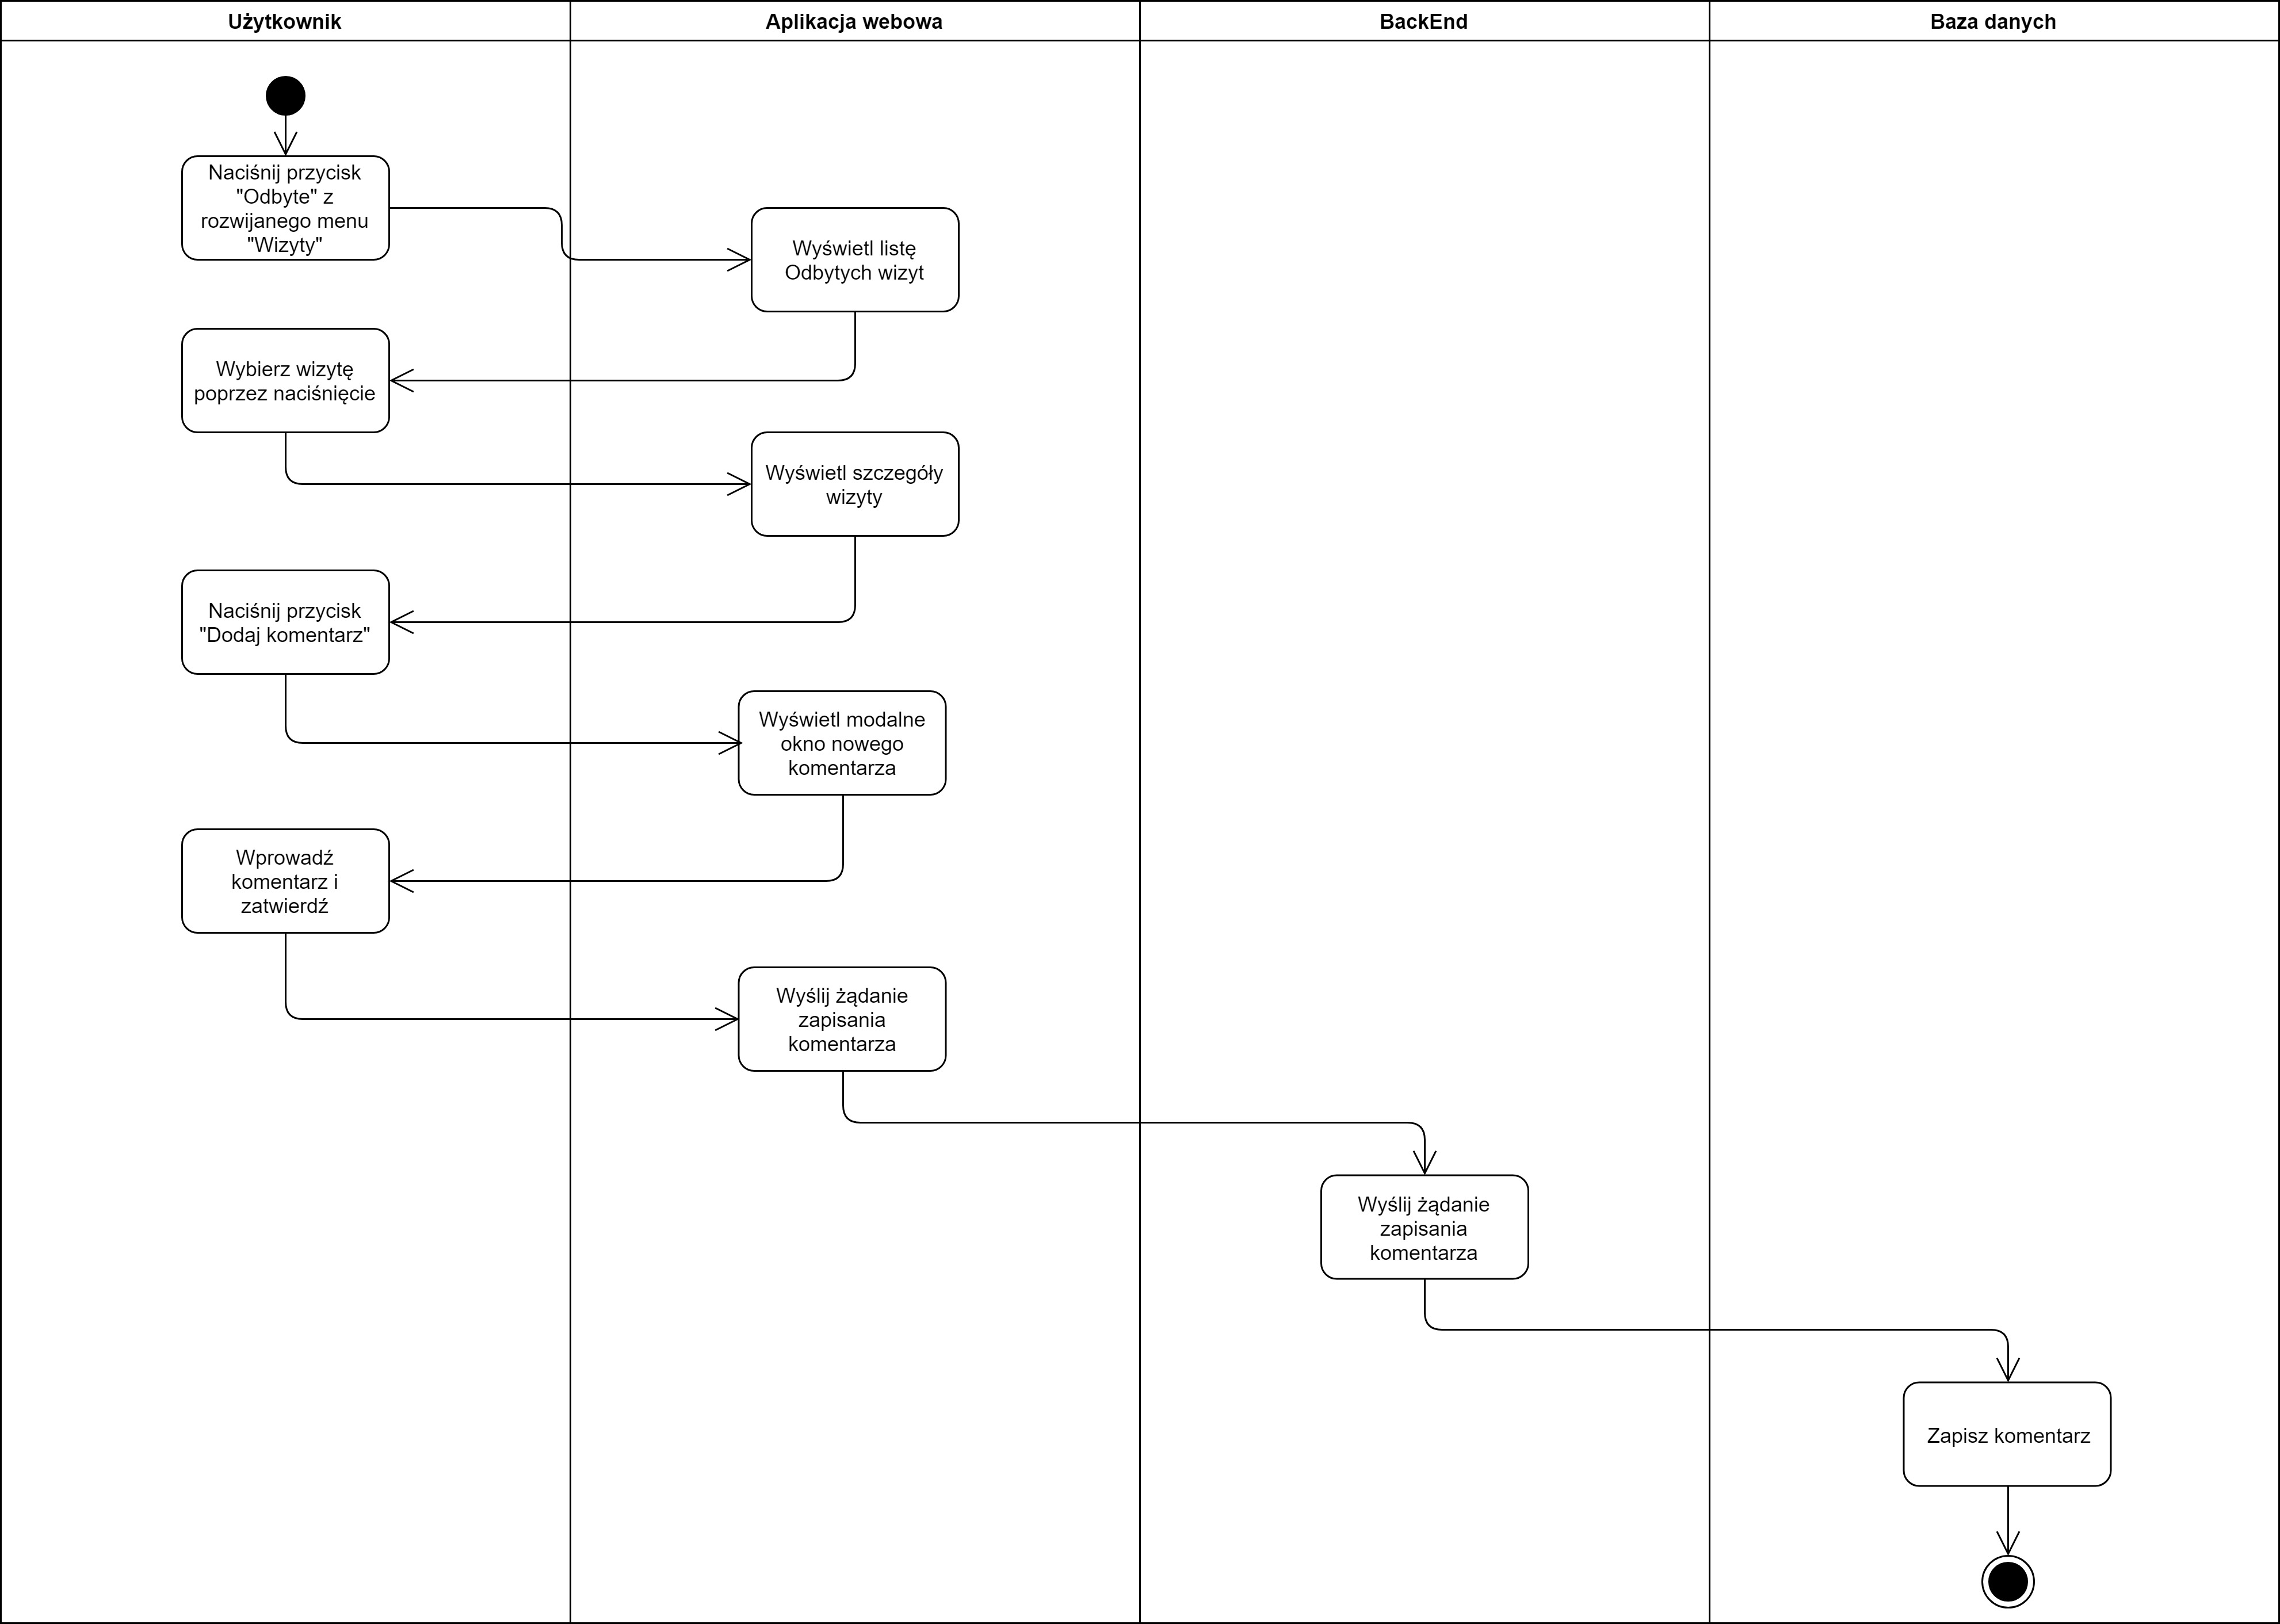 Użytkownik
Aplikacja webowa
BackEnd
Baza danych
Naciśnij przycisk
"Odbyte" z
rozwijanego menu
"Wizyty"
Wyświetl listę
Odbytych wizyt
Wybierz wizytę
poprzez naciśnięcie
Wyświetl szczegóły
wizyty
Naciśnij przycisk
"Dodaj komentarz"
Wyświetl modalne
okno nowego
komentarza
Wprowadź
komentarz i
zatwierdź
Wyślij żądanie
zapisania
komentarza
Wyślij żądanie
zapisania
komentarza
Zapisz komentarz